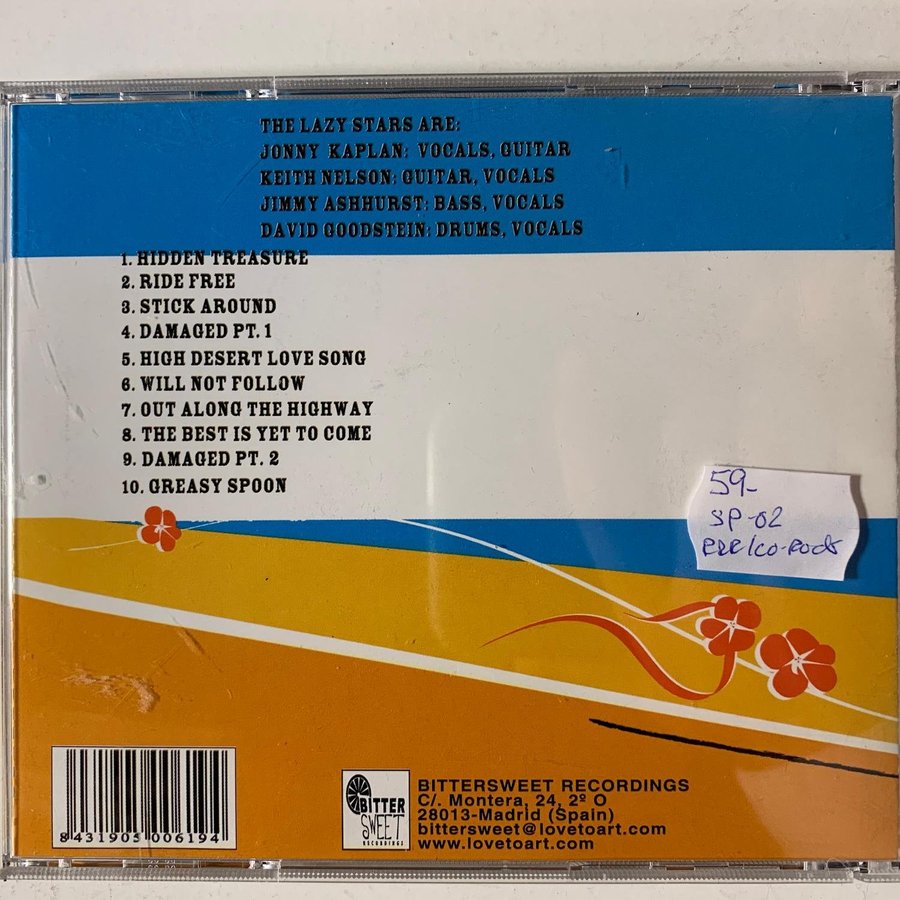 THE LAZY STARS ARE:
JONNY KAPLAN: VOCALS, GUITAR
KEITH NELSON: GUITAR, VOCALS
JIMMY ASHHURST: BASS, VOCALS
DAVID GOODSTEIN: DRUMS, VOCALS
1. HIDDEN TREASURE
2. RIDE FREE
3. STICK AROUND
4. DAMAGED PT. 1
5. HIGH DESERT LOVE SONG
6. WILL NOT FOLLOW
7. OUT ALONG THE HIGHWAY
8. THE BEST IS YET TO COME
9. DAMAGED PT. 2
10. GREASY SPOON
59-
SP-02
8431905006194
BITTER
SWEET
RECORDINGS
BITTERSWEET RECORDINGS
C/. Montera, 24, 2º O
28013-Madrid (Spain)
bittersweet@lovetoart.com
www.lovetoart.com